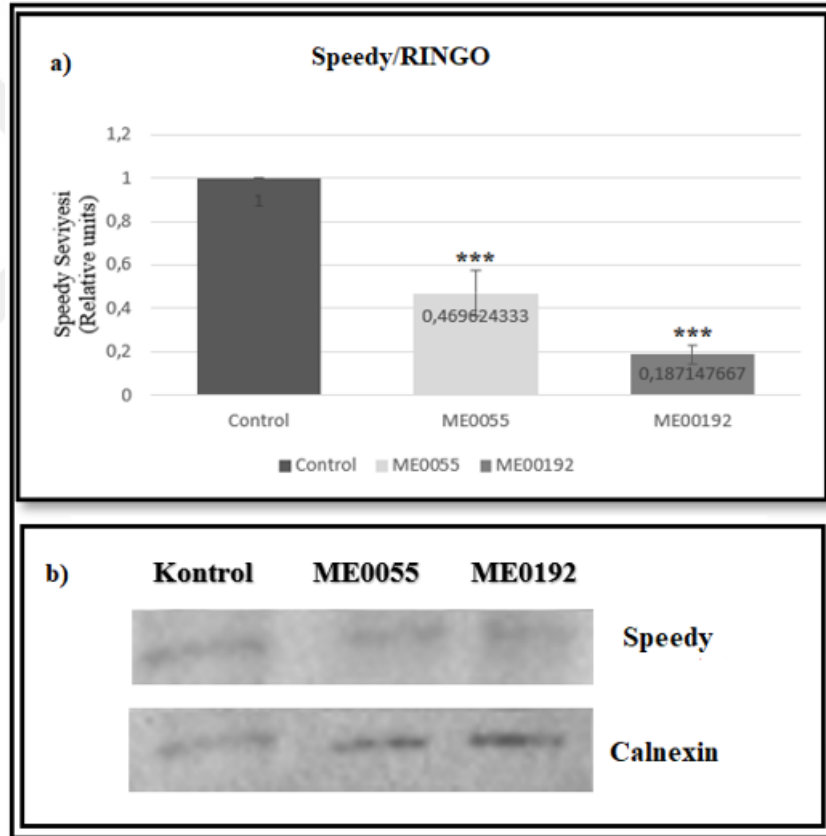 a)
Speedy/RINGO
Speedy Seviyesi
(Relative units)
1,2
1
0,8
0,6
0,4
0,2
0
1
***
0,469624333
***
0,187147667
Control ME0055 ME00192
Control ME0055 ME00192
b)
Kontrol ME0055 ME0192
Speedy
Calnexin